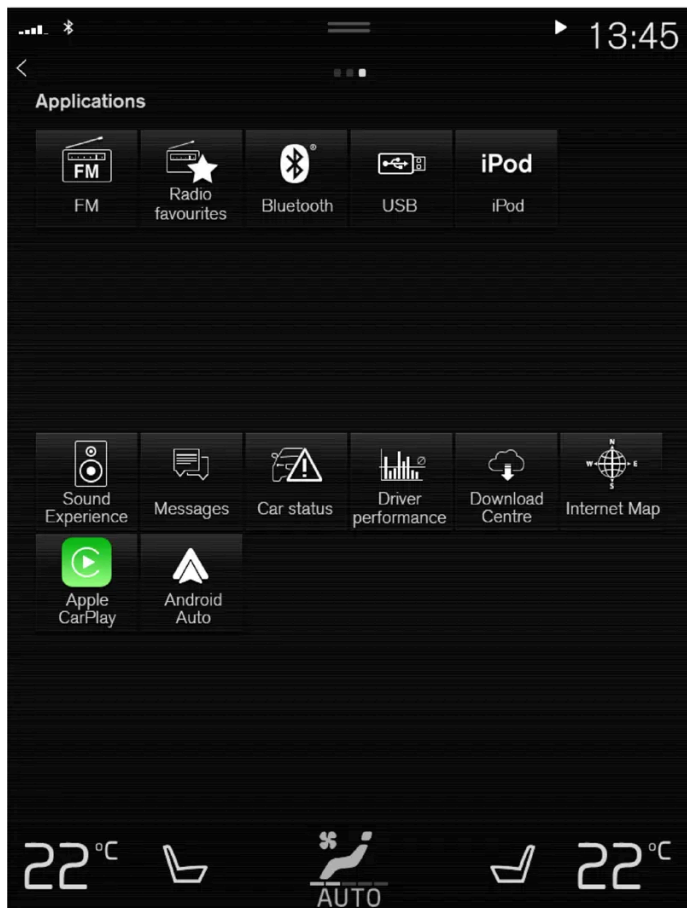 13:45
Applications
FM
FM
Radio
favourites
Bluetooth
USB
iPod
iPod
Sound
Experience
Messages
Car status
Driver
performance
Download
Centre
N
W E
S
Internet Map
Apple
CarPlay
Android
Auto
22°C
22°C
AUTO